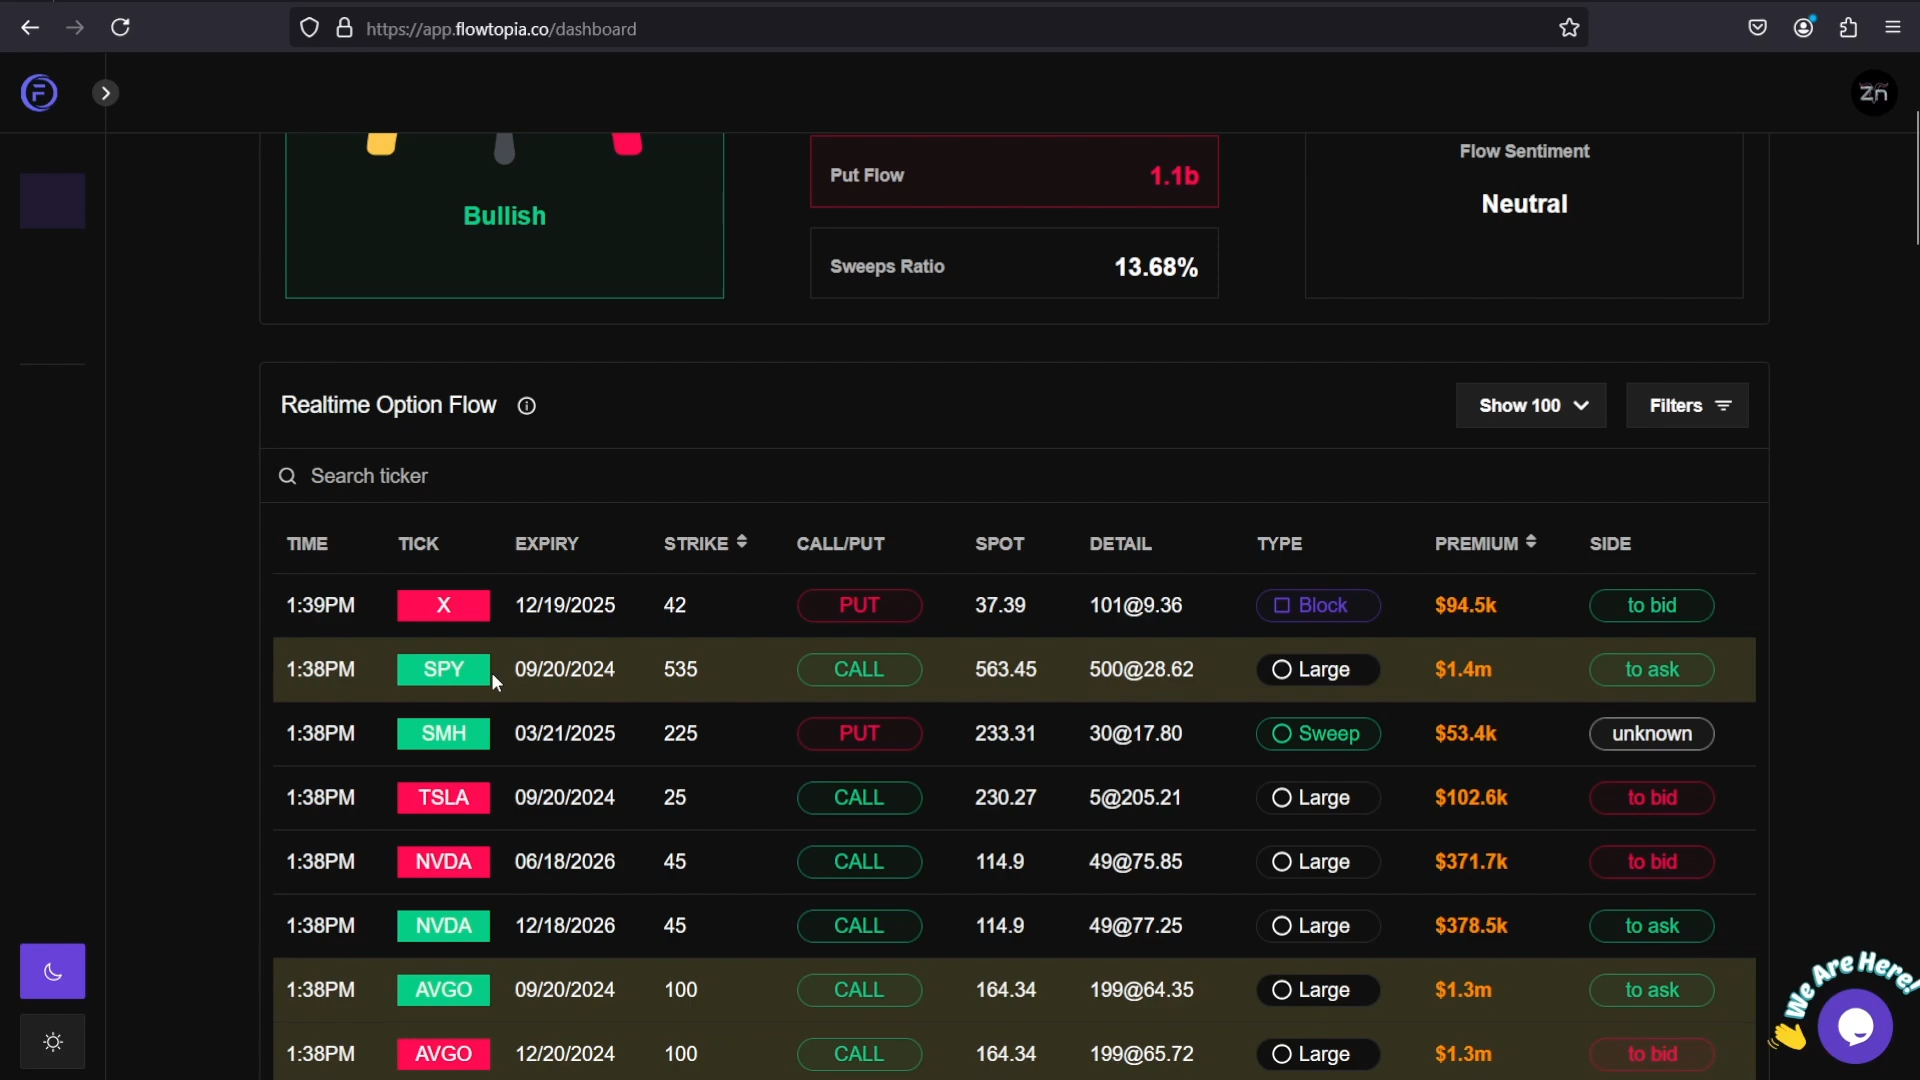 https://app.flowtopia.co/dashboard
F
zn
Bullish
Put Flow 1.1b
Sweeps Ratio 13.68%
Flow Sentiment
Neutral
Realtime Option Flow
Show 100
Filters
Search ticker
TIME TICK EXPIRY STRIKE CALL/PUT SPOT DETAIL TYPE PREMIUM SIDE
1:39PM X 12/19/2025 42 PUT 37.39 101@9.36 Block $94.5k to bid
1:38PM SPY 09/20/2024 535 CALL 563.45 500@28.62 Large $1.4m to ask
1:38PM SMH 03/21/2025 225 PUT 233.31 30@17.80 Sweep $53.4k unknown
1:38PM TSLA 09/20/2024 25 CALL 230.27 5@205.21 Large $102.6k to bid
1:38PM NVDA 06/18/2026 45 CALL 114.9 49@75.85 Large $371.7k to bid
1:38PM NVDA 12/18/2026 45 CALL 114.9 49@77.25 Large $378.5k to ask
1:38PM AVGO 09/20/2024 100 CALL 164.34 199@64.35 Large $1.3m to ask
1:38PM AVGO 12/20/2024 100 CALL 164.34 199@65.72 Large $1.3m to bid
We Are Here!